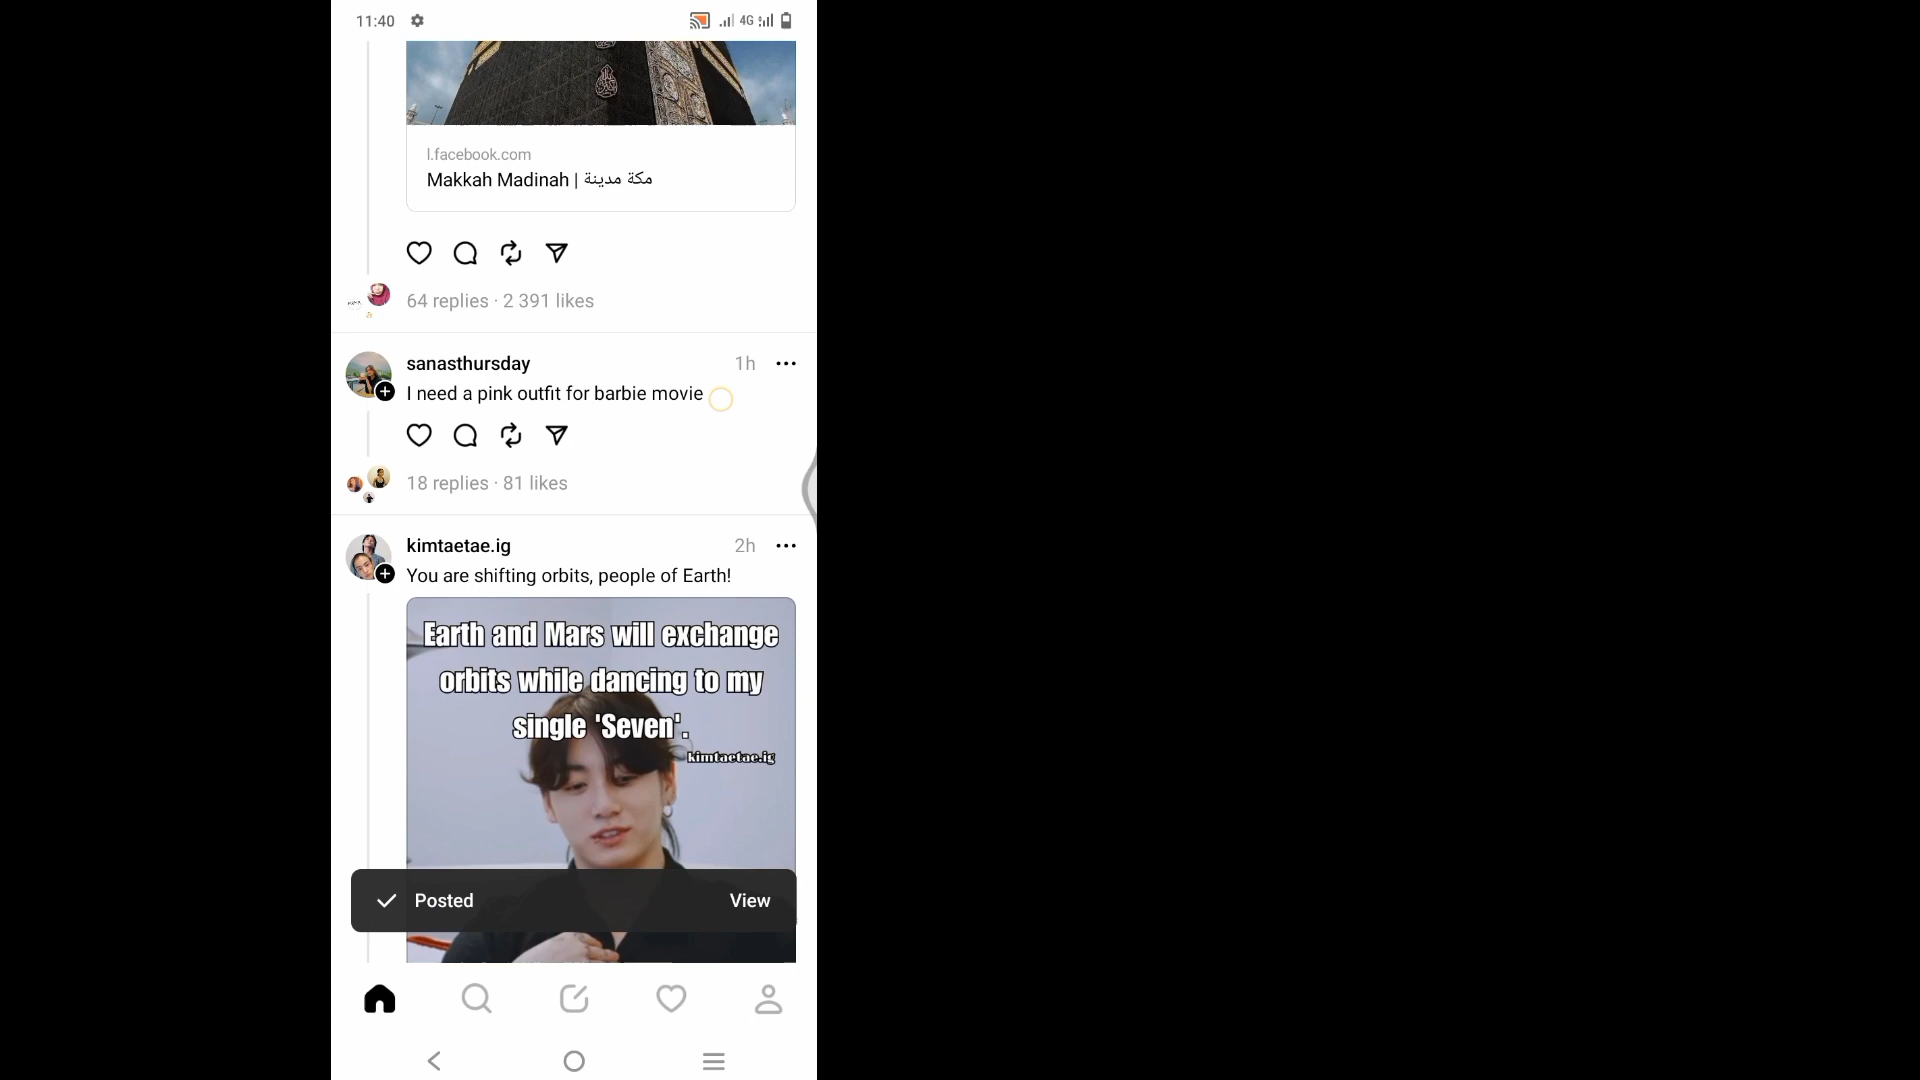 11:40
4G
l.facebook.com
Makkah Madinah | مكة مدينة
64 replies · 2 391 likes
sanasthursday 1h
I need a pink outfit for barbie movie
18 replies · 81 likes
kimtaetae.ig 2h
You are shifting orbits, people of Earth!
Earth and Mars will exchange
orbits while dancing to my
single 'Seven'.
kimtaetae.ig
Posted View